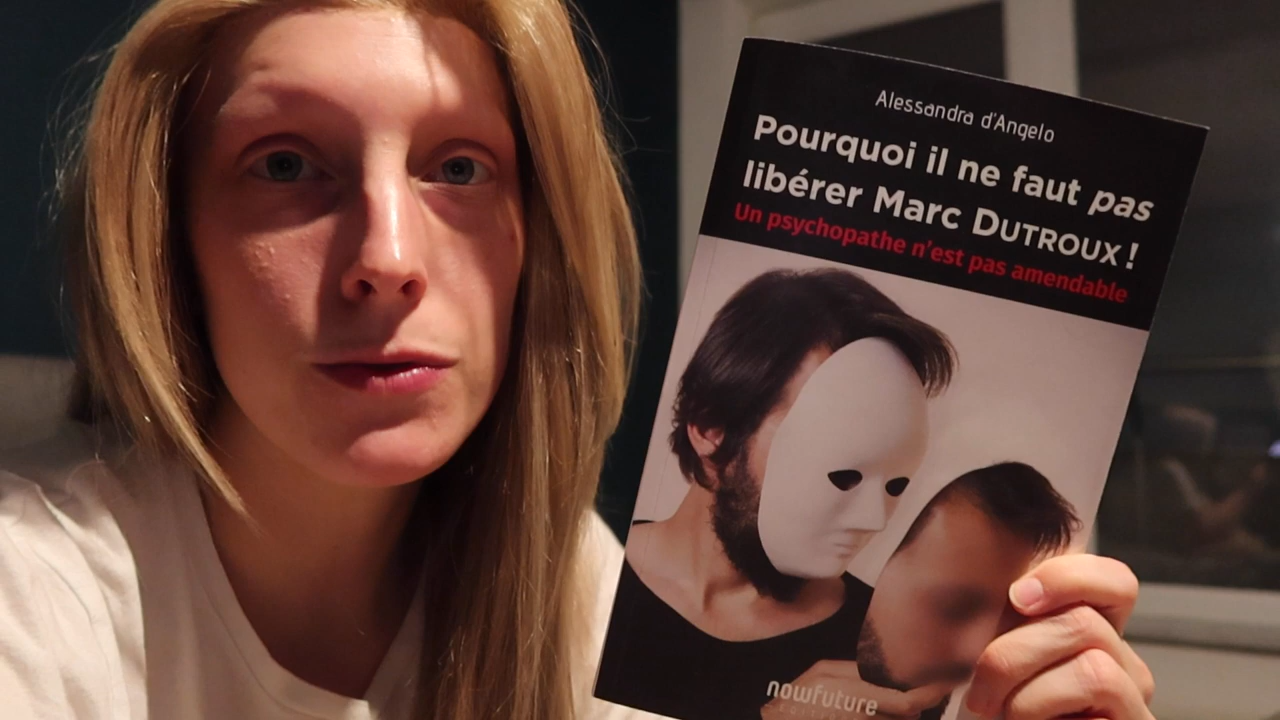 Alessandra d'Angelo
Pourquoi il ne faut pas
libérer Marc DUTROUX !
Un psychopathe n'est pas amendable
nowfuture